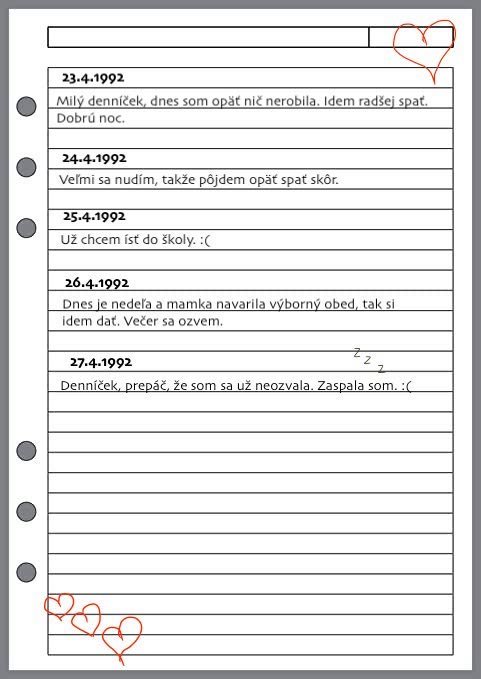 23.4.1992
Milý denníček, dnes som opäť nič nerobila. Idem radšej spať.
Dobrú noc.
24.4.1992
Veľmi sa nudím, takže pôjdem opäť spať skôr.
25.4.1992
Už chcem ísť do školy. :(
26.4.1992
Dnes je nedeľa a mamka navarila výborný obed, tak si
idem dať. Večer sa ozvem.
27.4.1992
z z z
Denníček, prepáč, že som sa už neozvala. Zaspala som. :(